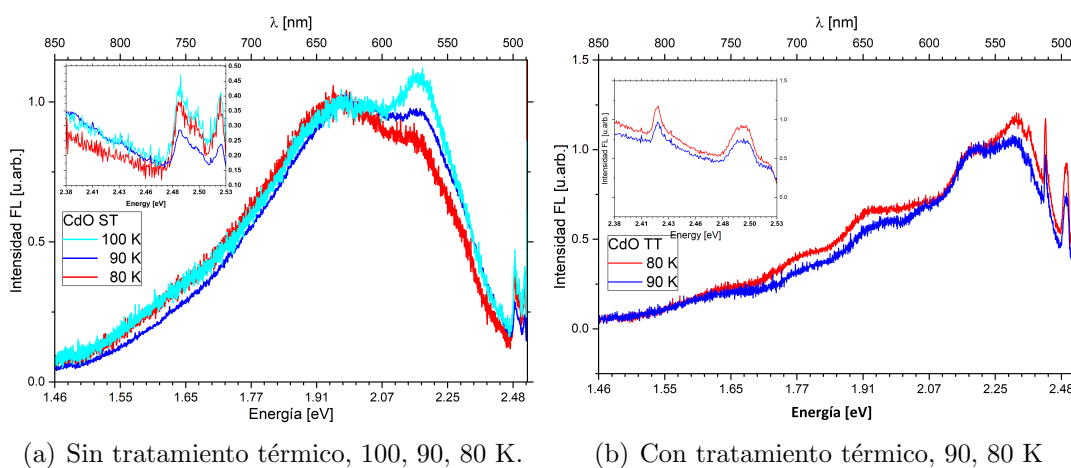 λ [nm]
850 800 750 700 650 600 550 500
Intensidad FL [u.arb.]
1.0
0.5
0.0
0.50
0.45
0.40
0.35
0.30
0.25
0.20
0.15
0.10
2.38 2.41 2.43 2.46 2.48 2.51 2.53
Energy [eV]
CdO ST
100 K
90 K
80 K
1.46 1.55 1.65 1.77 1.91 2.07 2.25 2.48
Energía [eV]
(a) Sin tratamiento térmico, 100, 90, 80 K.
λ [nm]
850 800 750 700 650 600 550 500
Intensidad FL [u.arb.]
1.5
1.0
0.5
0.0
Intensidad FL [u.arb.]
1.5
1.0
0.5
0.0
2.38 2.41 2.43 2.46 2.48 2.50 2.53
Energy [eV]
CdO TT
80 K
90 K
1.46 1.55 1.65 1.77 1.91 2.07 2.25 2.48
Energía [eV]
(b) Con tratamiento térmico, 90, 80 K